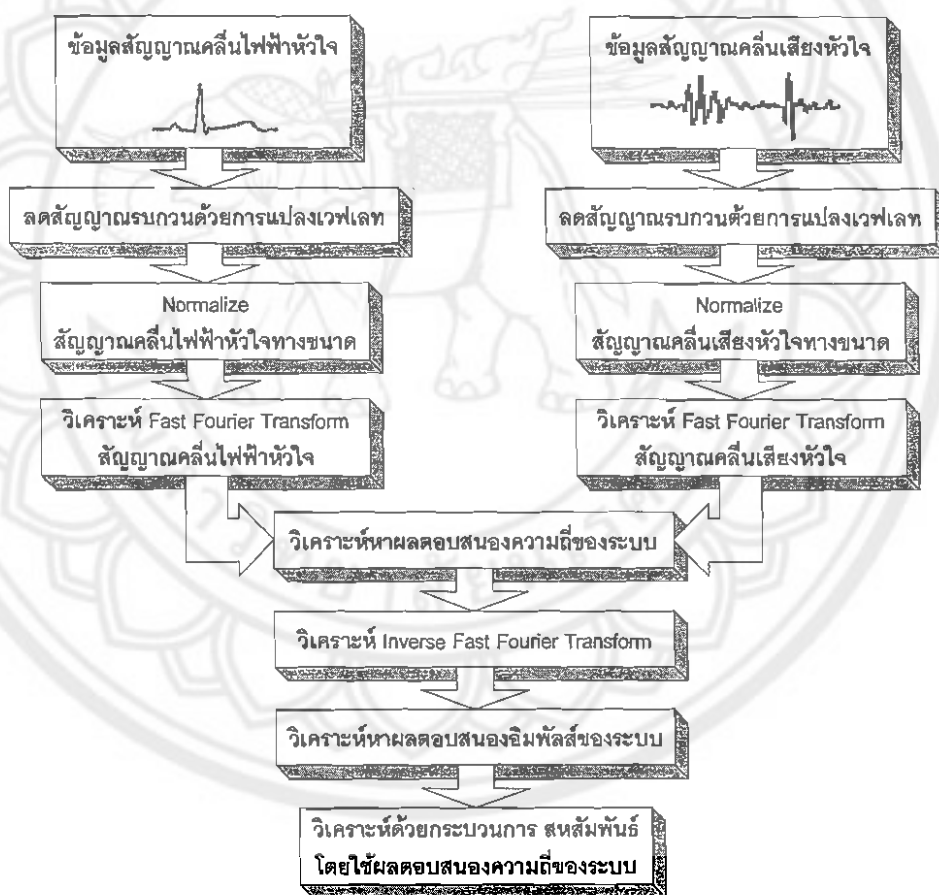 ข้อมูลสัญญาณคลื่นไฟฟ้าหัวใจ
ข้อมูลสัญญาณคลื่นเสียงหัวใจ
ลดสัญญาณรบกวนด้วยการแปลงเวฟเลท
ลดสัญญาณรบกวนด้วยการแปลงเวฟเลท
Normalize
สัญญาณคลื่นไฟฟ้าหัวใจทางขนาด
Normalize
สัญญาณคลื่นเสียงหัวใจทางขนาด
วิเคราะห์ Fast Fourier Transform
สัญญาณคลื่นไฟฟ้าหัวใจ
วิเคราะห์ Fast Fourier Transform
สัญญาณคลื่นเสียงหัวใจ
วิเคราะห์หาผลตอบสนองความถี่ของระบบ
วิเคราะห์ Inverse Fast Fourier Transform
วิเคราะห์หาผลตอบสนองอิมพัลส์ของระบบ
วิเคราะห์ด้วยกระบวนการ สหสัมพันธ์
โดยใช้ผลตอบสนองความถี่ของระบบ